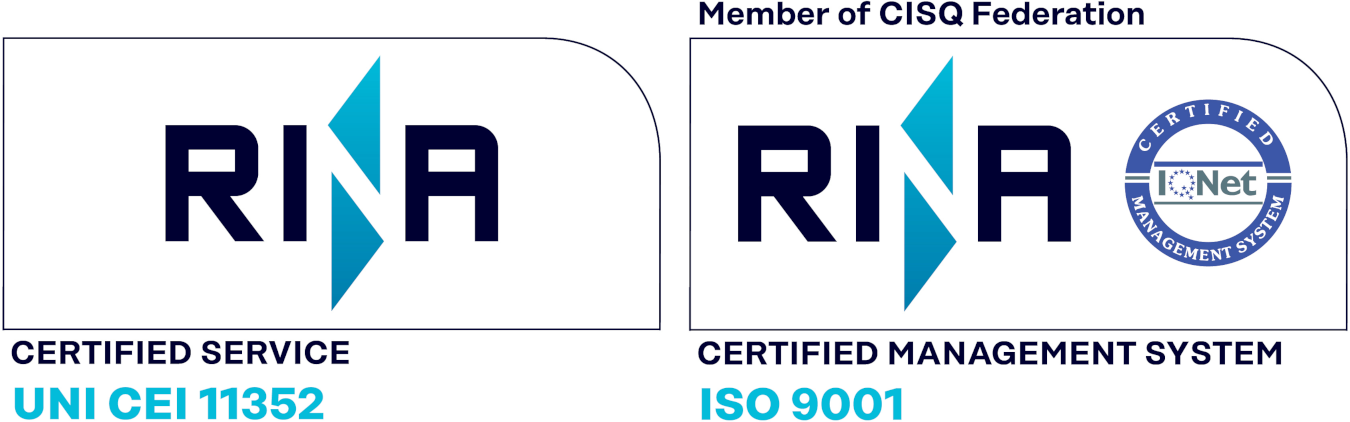 RINA
CERTIFIED SERVICE
UNI CEI 11352
Member of CISQ Federation
RINA
CERTIFIED
IQNet
MANAGEMENT SYSTEM
CERTIFIED MANAGEMENT SYSTEM
ISO 9001